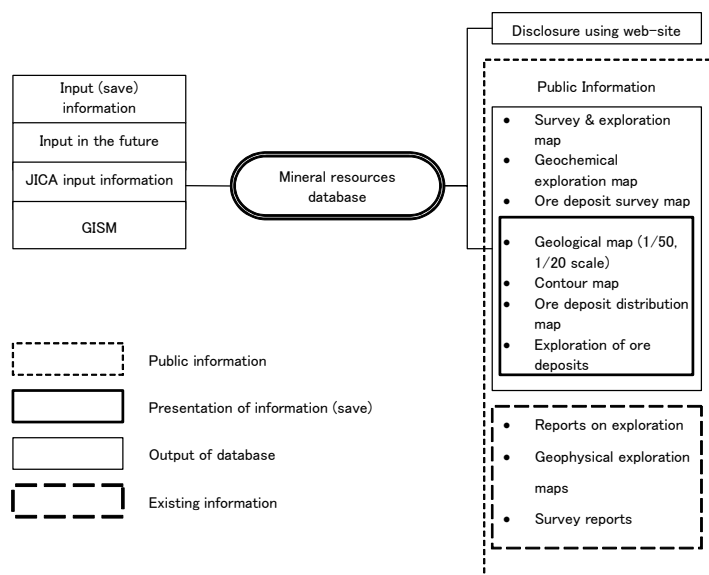 Disclosure using web-site
Input (save)
information
Input in the future
JICA input information
GISM
Mineral resources
database
Public Information
• Survey & exploration
map
• Geochemical
exploration map
• Ore deposit survey map
• Geological map (1/50,
1/20 scale)
• Contour map
• Ore deposit distribution
map
• Exploration of ore
deposits
• Reports on exploration
• Geophysical exploration
maps
• Survey reports
Public information
Presentation of information (save)
Output of database
Existing information